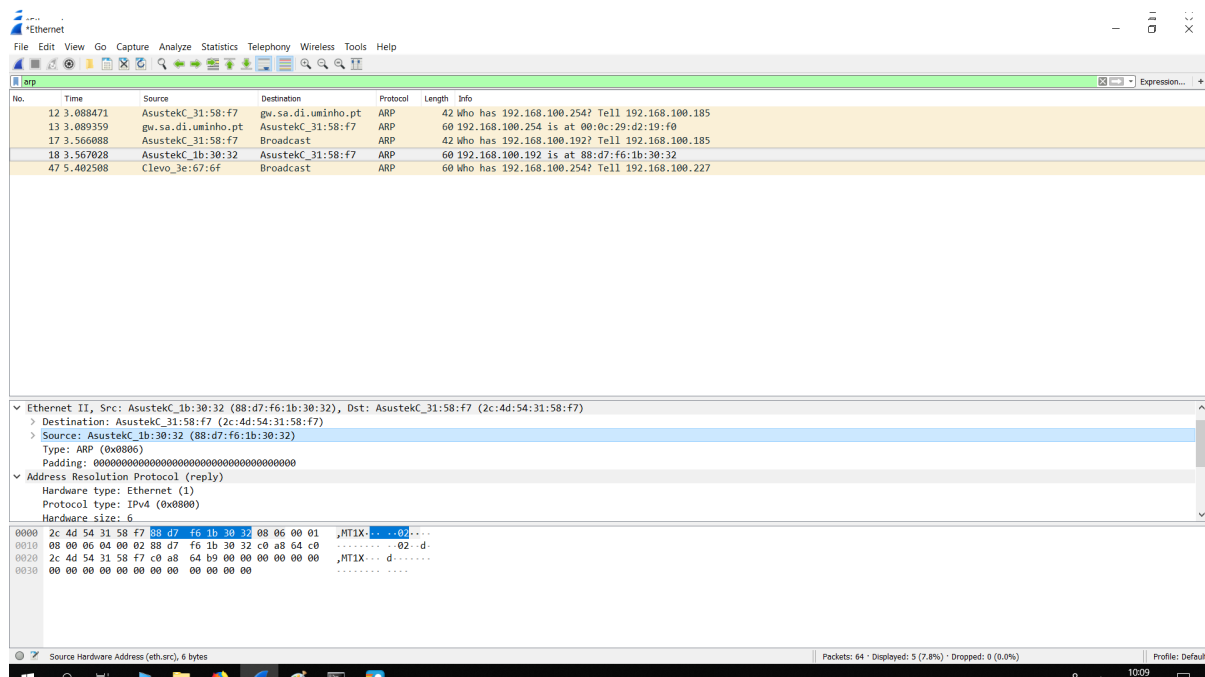 *Ethernet
File Edit View Go Capture Analyze Statistics Telephony Wireless Tools Help
arp
Expression... +
No. Time Source Destination Protocol Length Info
12 3.088471 AsustekC_31:58:f7 gw.sa.di.uminho.pt ARP 42 Who has 192.168.100.254? Tell 192.168.100.185
13 3.089359 gw.sa.di.uminho.pt AsustekC_31:58:f7 ARP 60 192.168.100.254 is at 00:0c:29:d2:19:f0
17 3.566088 AsustekC_31:58:f7 Broadcast ARP 42 Who has 192.168.100.192? Tell 192.168.100.185
18 3.567028 AsustekC_1b:30:32 AsustekC_31:58:f7 ARP 60 192.168.100.192 is at 88:d7:f6:1b:30:32
47 5.402508 Clevo_3e:67:6f Broadcast ARP 60 Who has 192.168.100.254? Tell 192.168.100.227
Ethernet II, Src: AsustekC_1b:30:32 (88:d7:f6:1b:30:32), Dst: AsustekC_31:58:f7 (2c:4d:54:31:58:f7)
Destination: AsustekC_31:58:f7 (2c:4d:54:31:58:f7)
Source: AsustekC_1b:30:32 (88:d7:f6:1b:30:32)
Type: ARP (0x0806)
Padding: 000000000000000000000000000000000000
Address Resolution Protocol (reply)
Hardware type: Ethernet (1)
Protocol type: IPv4 (0x0800)
Hardware size: 6
0000 2c 4d 54 31 58 f7 88 d7 f6 1b 30 32 08 06 00 01 ,MT1X·· ··02····
0010 08 00 06 04 00 02 88 d7 f6 1b 30 32 c0 a8 64 c0 ········ ··02··d·
0020 2c 4d 54 31 58 f7 c0 a8 64 b9 00 00 00 00 00 00 ,MT1X··· d·······
0030 00 00 00 00 00 00 00 00 00 00 00 00 ········ ····
Source Hardware Address (eth.src), 6 bytes Packets: 64 · Displayed: 5 (7.8%) · Dropped: 0 (0.0%) Profile: Default
10:09